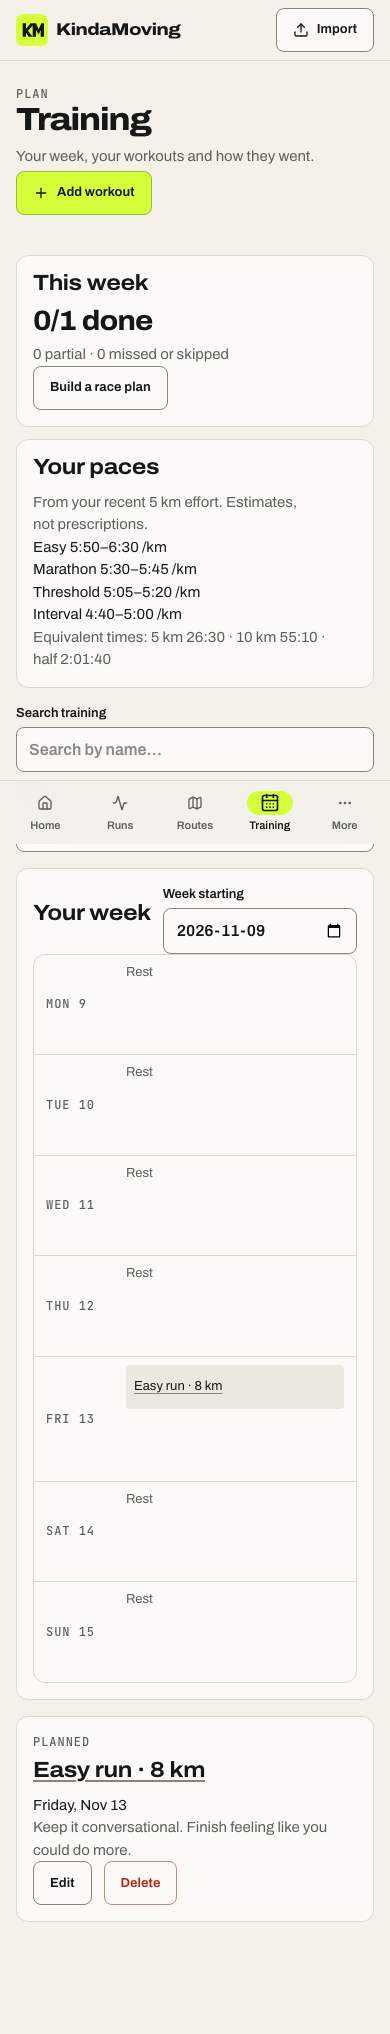 KM KindaMoving
Import
PLAN
Training
Your week, your workouts and how they went.
Add workout
This week
0/1 done
0 partial · 0 missed or skipped
Build a race plan
Your paces
From your recent 5 km effort. Estimates,
not prescriptions.
Easy 5:50–6:30 /km
Marathon 5:30–5:45 /km
Threshold 5:05–5:20 /km
Interval 4:40–5:00 /km
Equivalent times: 5 km 26:30 · 10 km 55:10 ·
half 2:01:40
Search training
Search by name...
Home
Runs
Routes
Training
More
Your week
Week starting
2026-11-09
MON 9
Rest
TUE 10
Rest
WED 11
Rest
THU 12
Rest
FRI 13
Easy run · 8 km
SAT 14
Rest
SUN 15
Rest
PLANNED
Easy run · 8 km
Friday, Nov 13
Keep it conversational. Finish feeling like you
could do more.
Edit
Delete